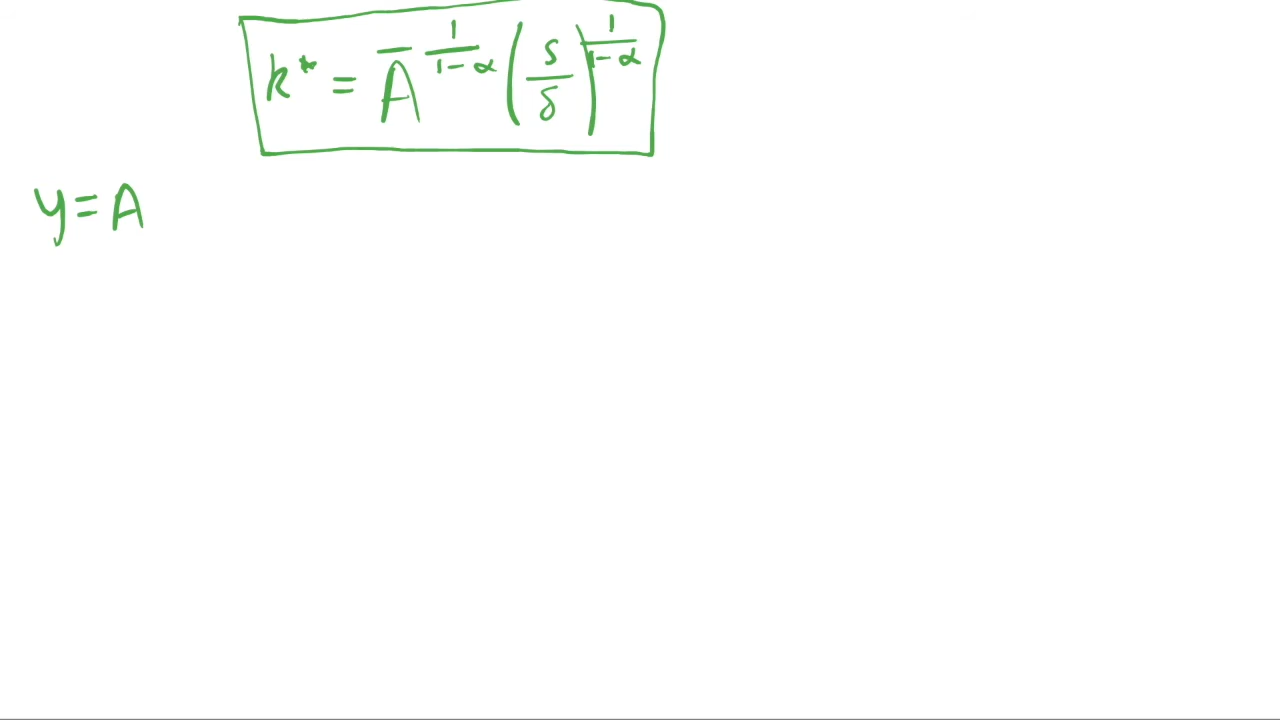 k* = Ā^{1/(1-α)} (s/δ)^{1/(1-α)}
y = A